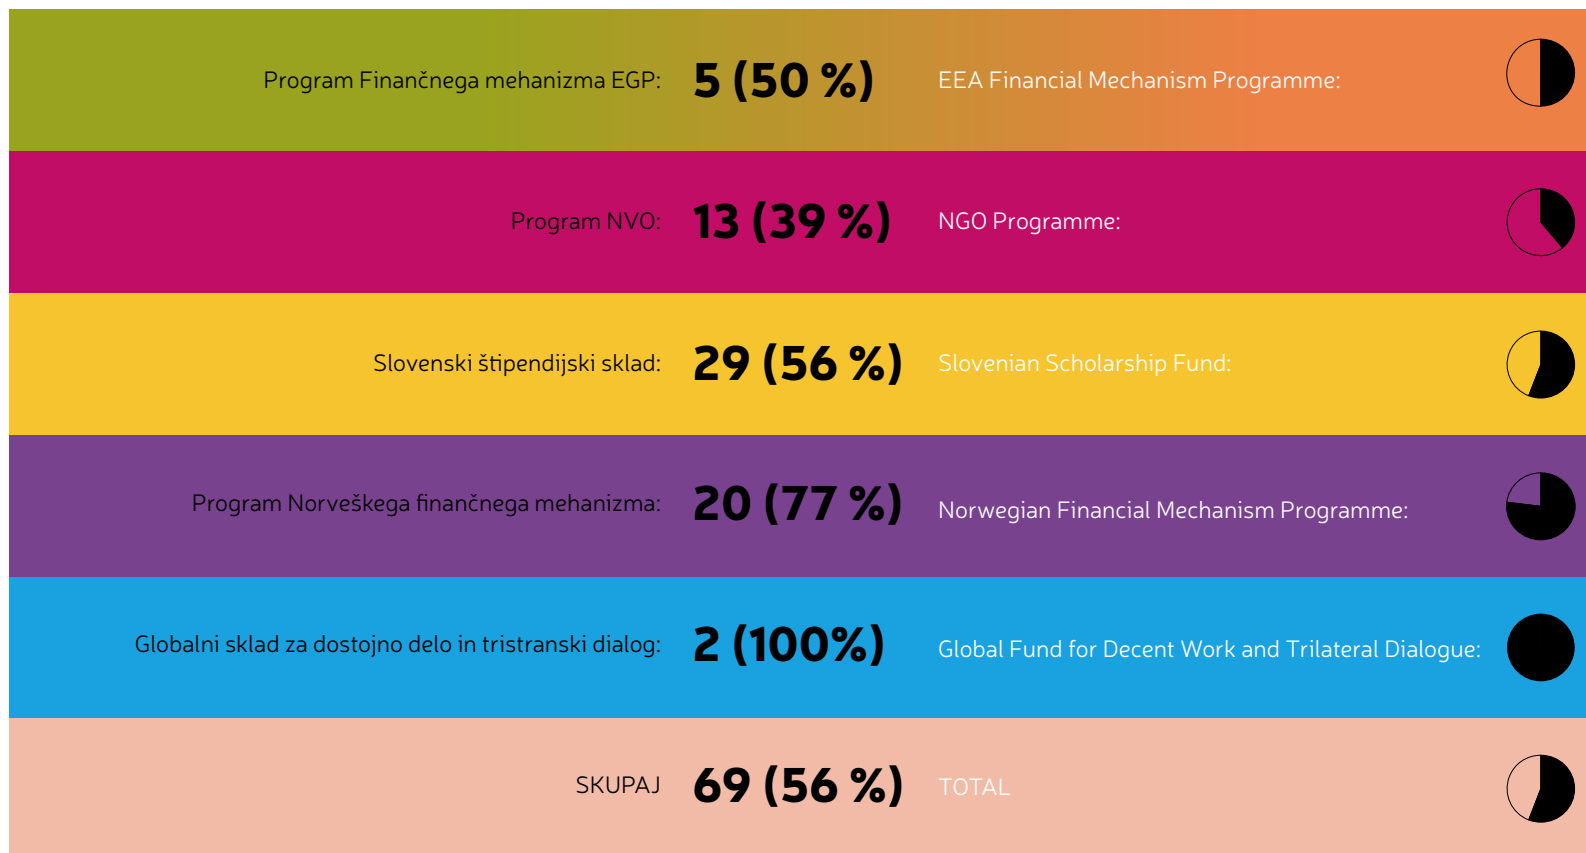 Program Finančnega mehanizma EGP: 5 (50 %) EEA Financial Mechanism Programme:
Program NVO: 13 (39 %) NGO Programme:
Slovenski štipendijski sklad: 29 (56 %) Slovenian Scholarship Fund:
Program Norveškega finančnega mehanizma: 20 (77 %) Norwegian Financial Mechanism Programme:
Globalni sklad za dostojno delo in tristranski dialog: 2 (100%) Global Fund for Decent Work and Trilateral Dialogue:
SKUPAJ 69 (56 %) TOTAL